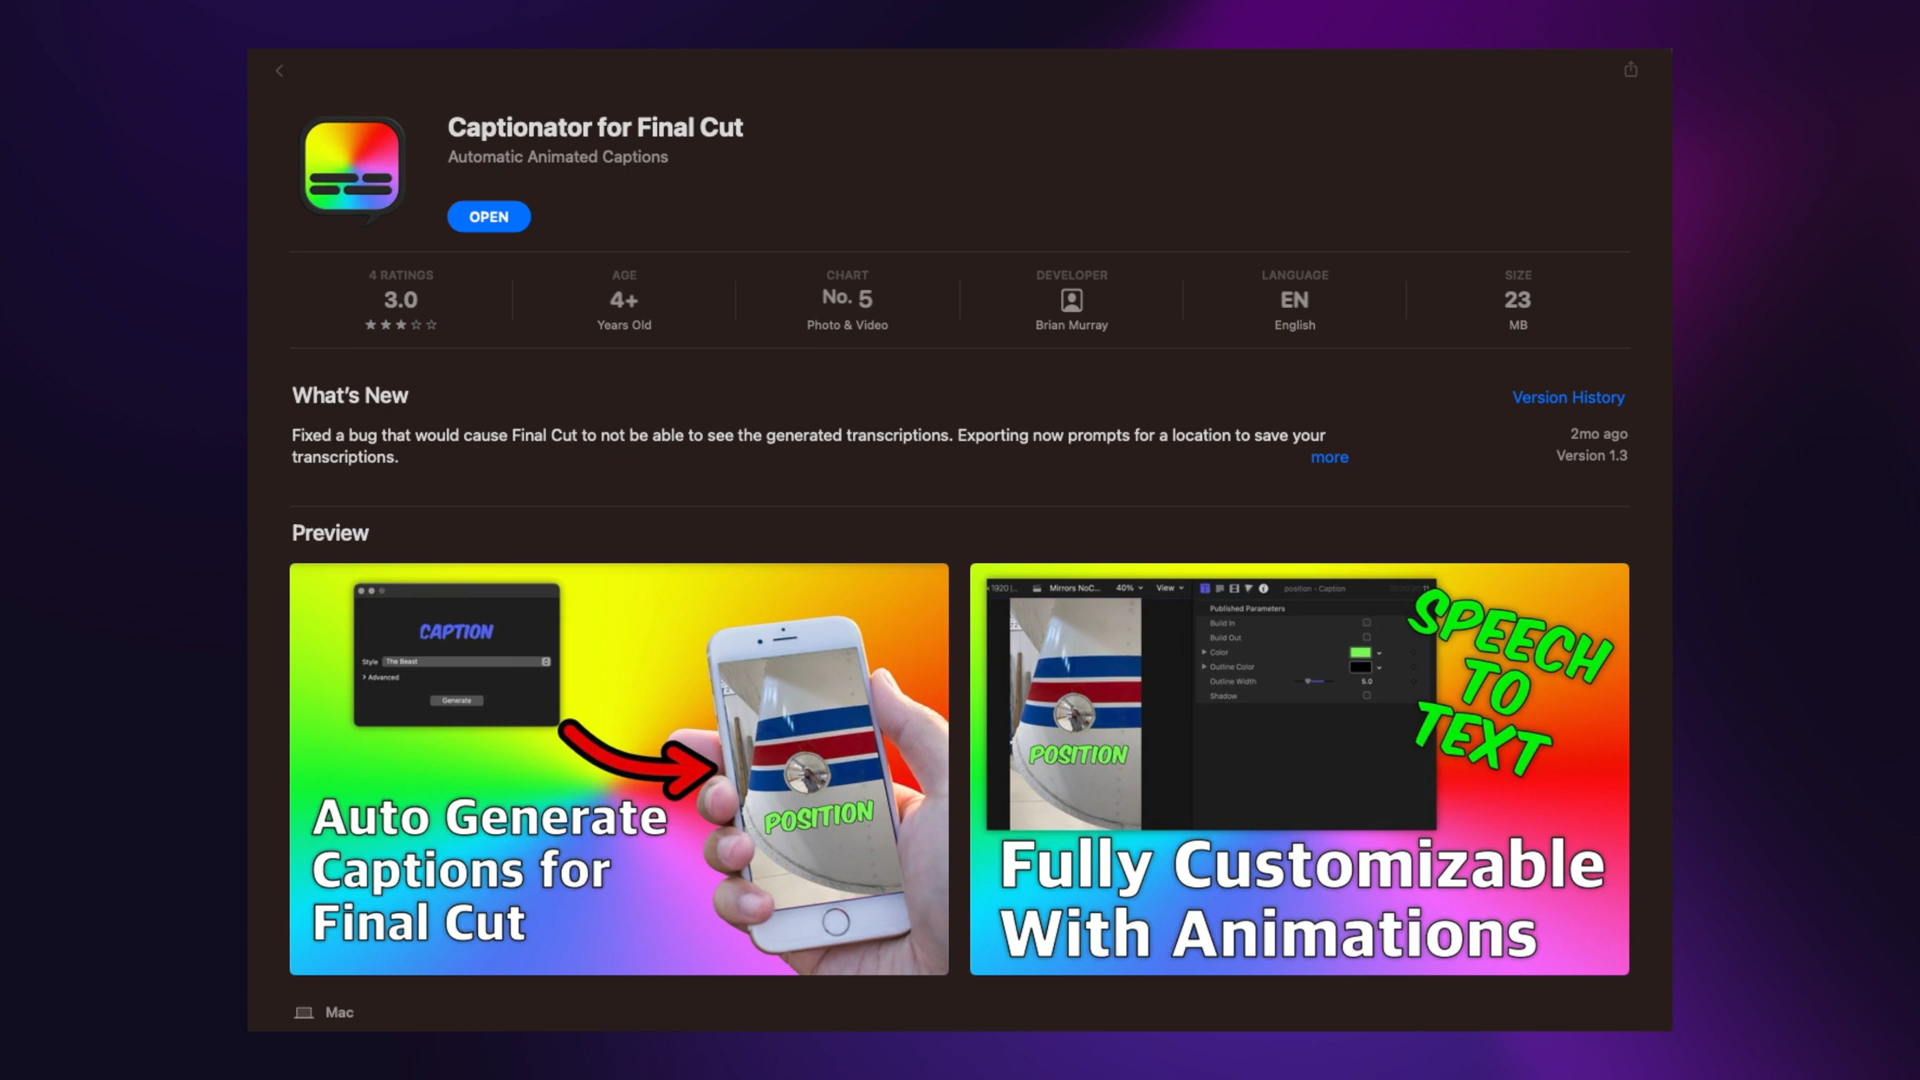 Captionator for Final Cut
Automatic Animated Captions
OPEN
4 RATINGS
3.0
AGE
4+
Years Old
CHART
No. 5
Photo & Video
DEVELOPER
Brian Murray
LANGUAGE
EN
English
SIZE
23
MB
What's New
Version History
Fixed a bug that would cause Final Cut to not be able to see the generated transcriptions. Exporting now prompts for a location to save your
transcriptions.
more
2mo ago
Version 1.3
Preview
CAPTION
Style The Beast
Advanced
Generate
POSITION
Auto Generate
Captions for
Final Cut
Mirrors NoC... 40% View
position - Caption
Published Parameters
Build In
Build Out
Color
Outline Color
Outline Width 5.0
Shadow
POSITION
SPEECH
TO
TEXT
Fully Customizable
With Animations
Mac